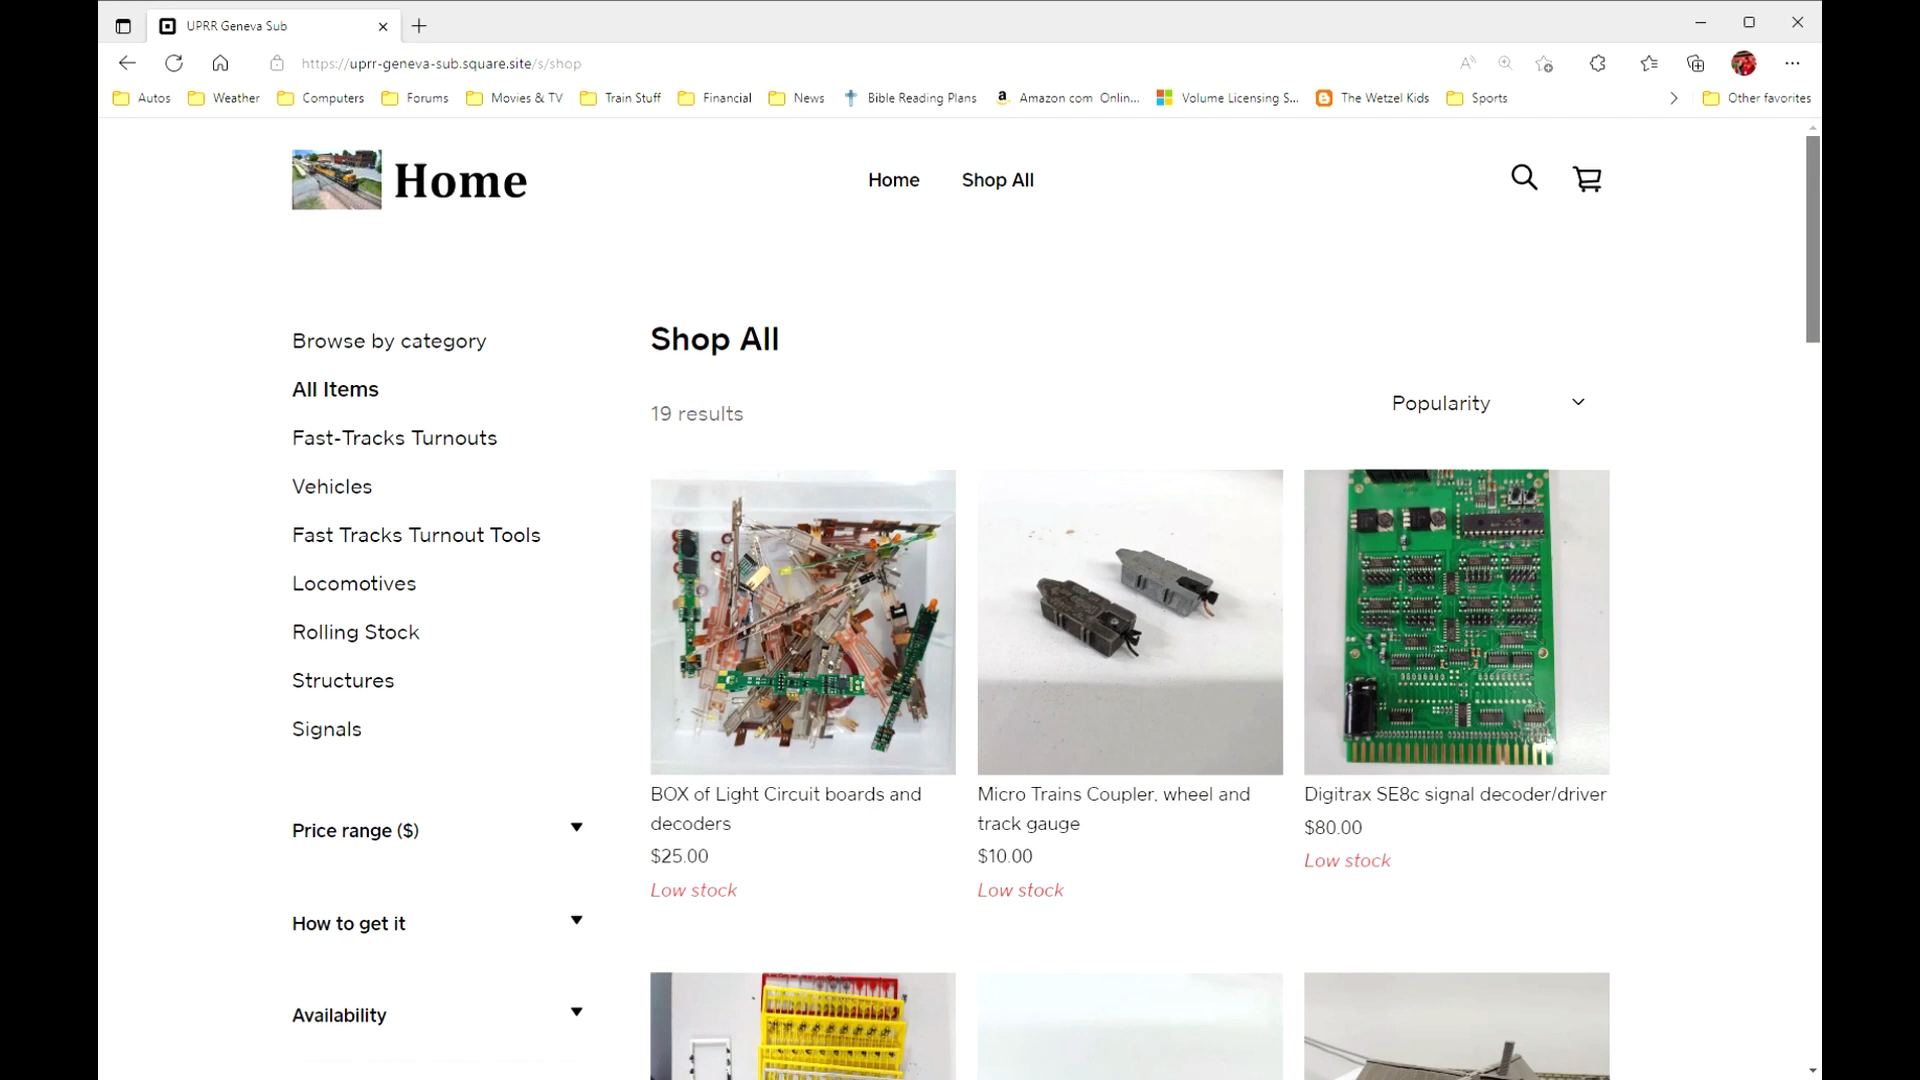 UPRR Geneva Sub
https://uprr-geneva-sub.square.site/s/shop
Autos Weather Computers Forums Movies & TV Train Stuff Financial News Bible Reading Plans Amazon com Onlin... Volume Licensing S... The Wetzel Kids Sports Other favorites
Home
Home Shop All
Browse by category
All Items
Fast-Tracks Turnouts
Vehicles
Fast Tracks Turnout Tools
Locomotives
Rolling Stock
Structures
Signals
Price range ($)
How to get it
Availability
Shop All
19 results
Popularity
BOX of Light Circuit boards and
decoders
$25.00
Low stock
Micro Trains Coupler, wheel and
track gauge
$10.00
Low stock
Digitrax SE8c signal decoder/driver
$80.00
Low stock